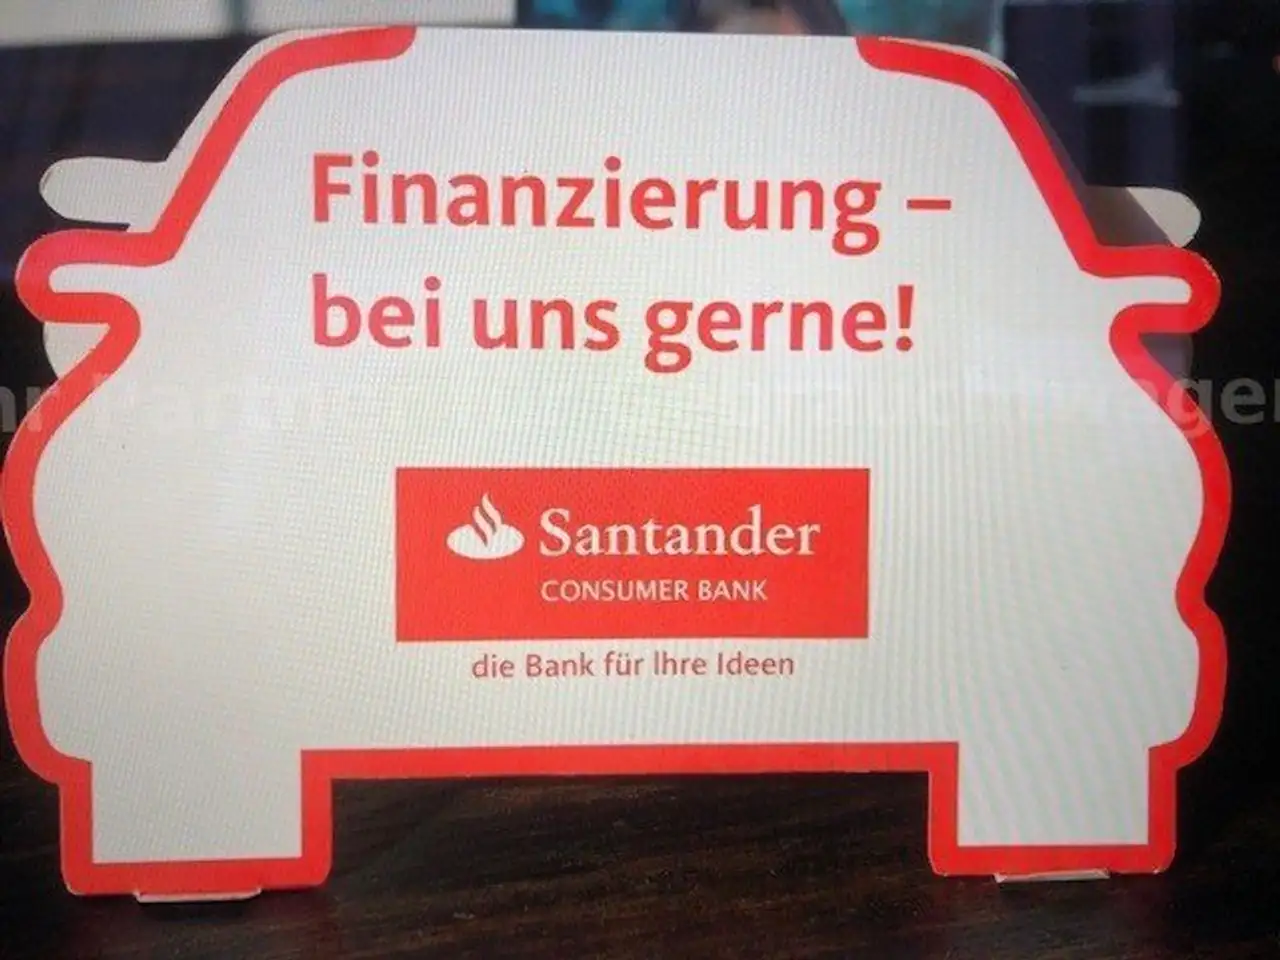 Finanzierung –
bei uns gerne!
Santander
CONSUMER BANK
die Bank für Ihre Ideen